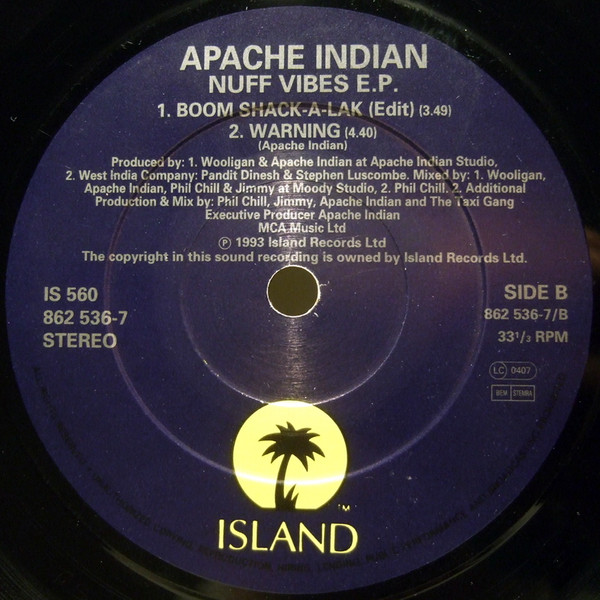 APACHE INDIAN
NUFF VIBES E.P.
1. BOOM SHACK-A-LAK (Edit) (3.49)
2. WARNING (4.40)
(Apache Indian)
Produced by: 1. Wooligan & Apache Indian at Apache Indian Studio,
2. West India Company: Pandit Dinesh & Stephen Luscombe. Mixed by: 1. Wooligan,
Apache Indian, Phil Chill & Jimmy at Moody Studio, 2. Phil Chill. 2. Additional
Production & Mix by: Phil Chill, Jimmy, Apache Indian and The Taxi Gang
Executive Producer Apache Indian
MCA Music Ltd
Ⓟ 1993 Island Records Ltd
The copyright in this sound recording is owned by Island Records Ltd.
IS 560
862 536-7
STEREO
SIDE B
862 536-7/B
33 1/3 RPM
LC 0407
BIEM STEMRA
TM
ISLAND